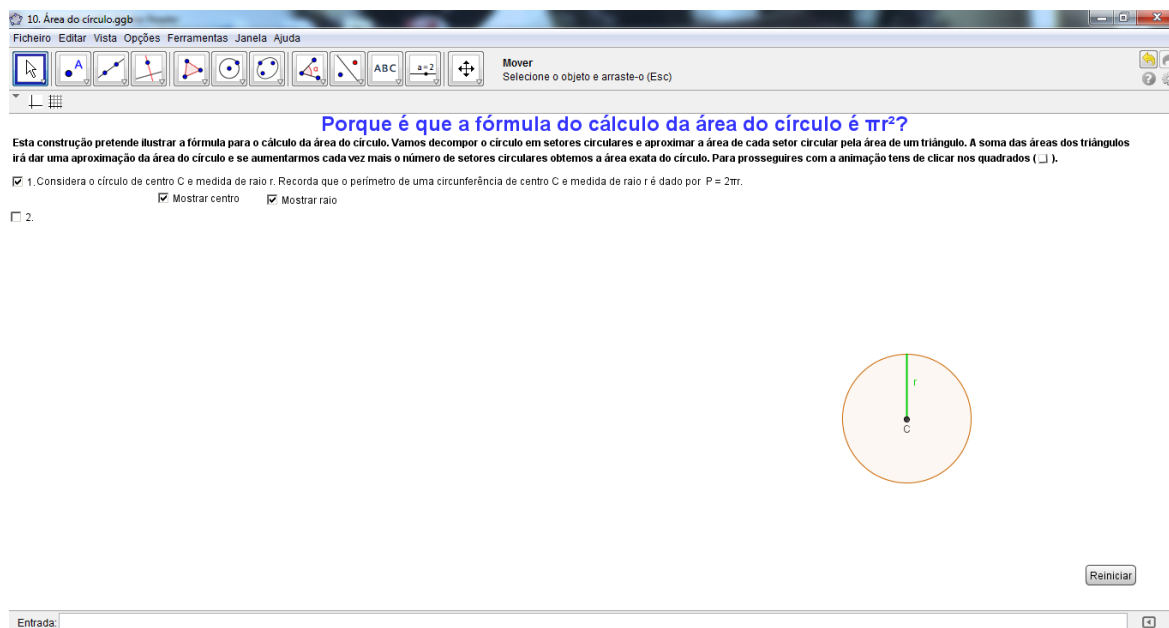 10. Área do círculo.ggb
Ficheiro Editar Vista Opções Ferramentas Janela Ajuda
A
α
ABC
a=2
Mover
Selecione o objeto e arraste-o (Esc)
Porque é que a fórmula do cálculo da área do círculo é πr²?
Esta construção pretende ilustrar a fórmula para o cálculo da área do círculo. Vamos decompor o círculo em setores circulares e aproximar a área de cada setor circular pela área de um triângulo. A soma das áreas dos triângulos
irá dar uma aproximação da área do círculo e se aumentarmos cada vez mais o número de setores circulares obtemos a área exata do círculo. Para prosseguires com a animação tens de clicar nos quadrados ( ☐ ).
1. Considera o círculo de centro C e medida de raio r. Recorda que o perímetro de uma circunferência de centro C e medida de raio r é dado por P = 2πr.
Mostrar centro Mostrar raio
2.
r
C
Reiniciar
Entrada: